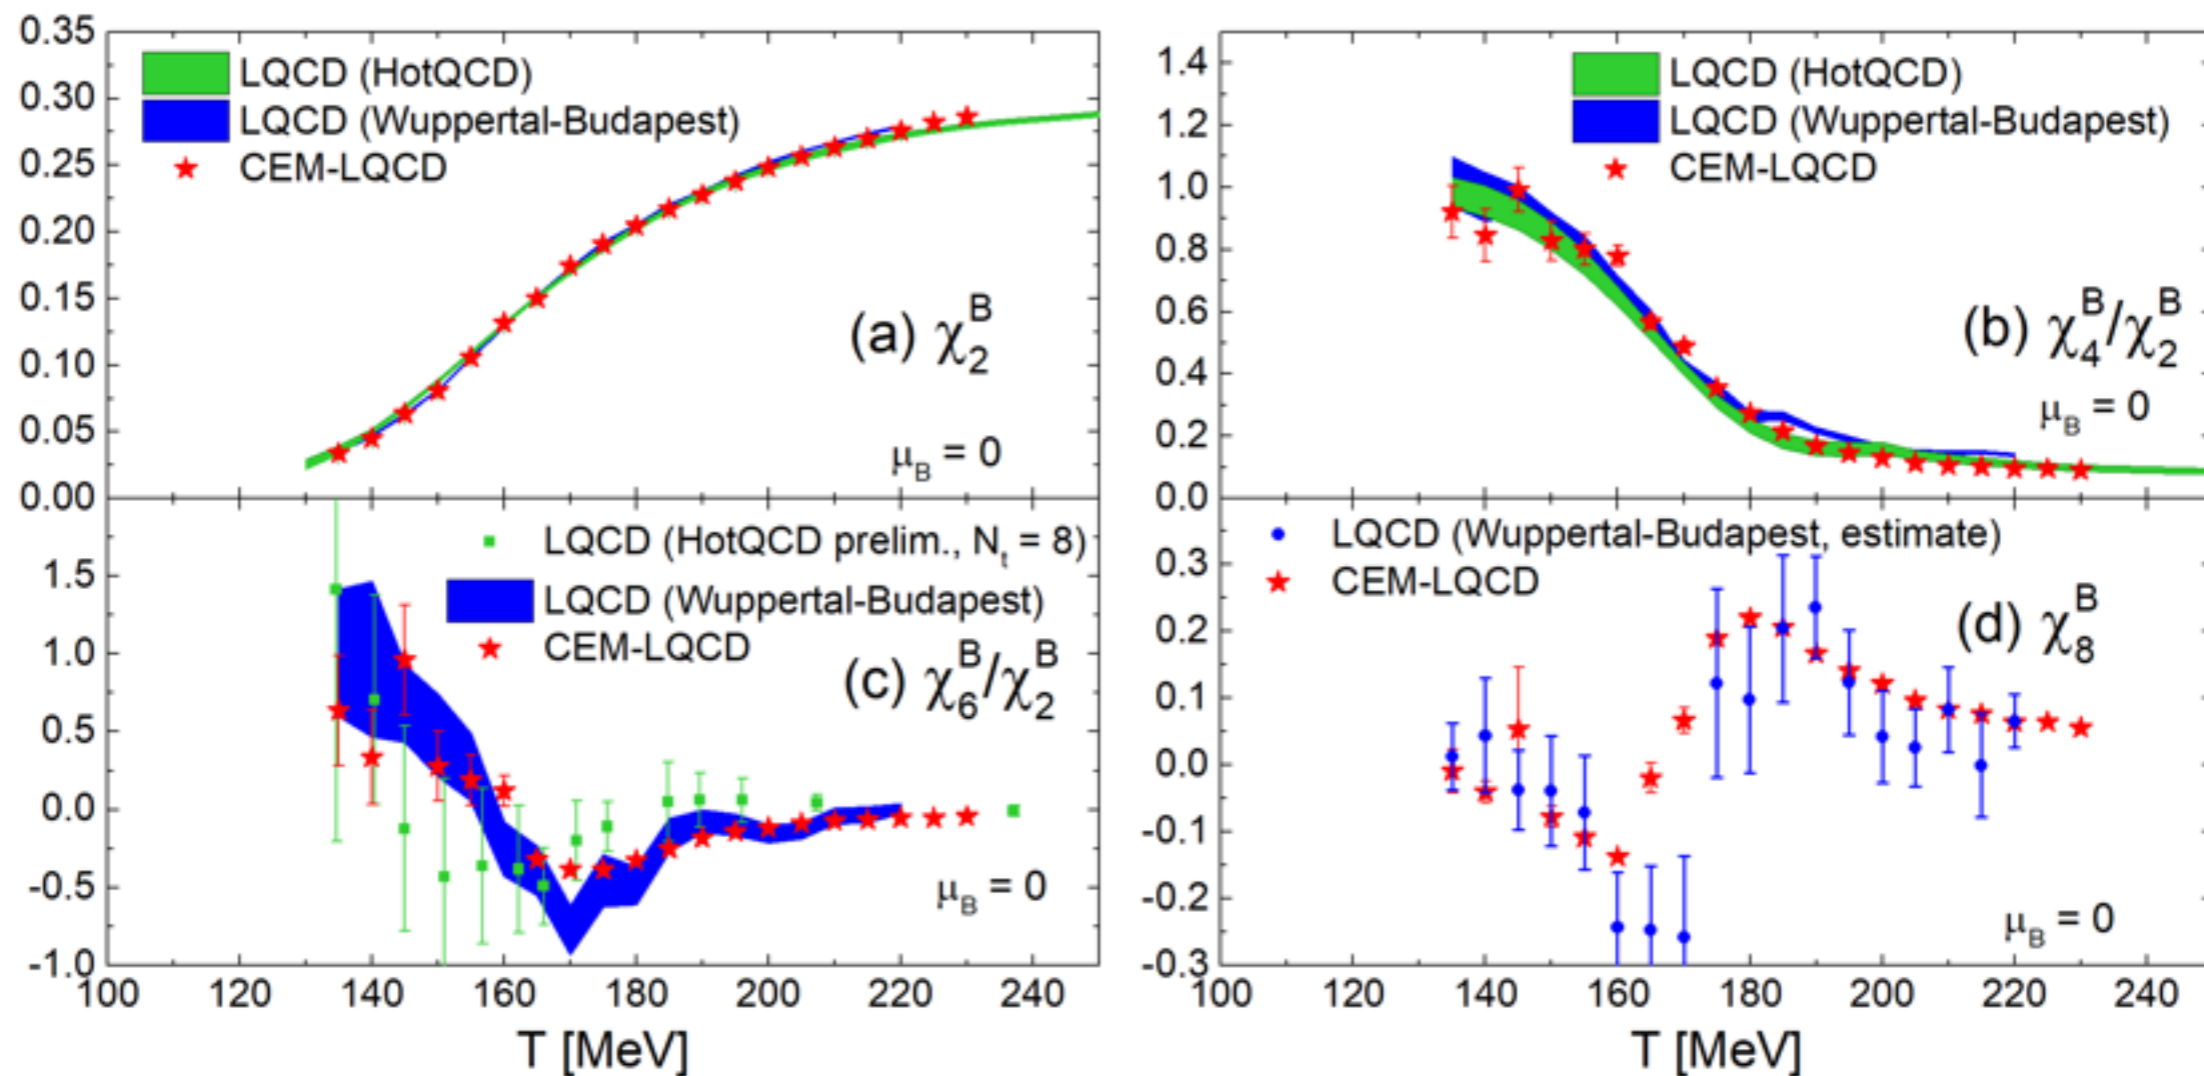 0.35
0.30
0.25
0.20
0.15
0.10
0.05
0.00
LQCD (HotQCD)
LQCD (Wuppertal-Budapest)
CEM-LQCD
(a) χ₂ᴮ
μ_B = 0
1.4
1.2
1.0
0.8
0.6
0.4
0.2
0.0
LQCD (HotQCD)
LQCD (Wuppertal-Budapest)
CEM-LQCD
(b) χ₄ᴮ/χ₂ᴮ
μ_B = 0
1.5
1.0
0.5
0.0
-0.5
-1.0
LQCD (HotQCD prelim., N_t = 8)
LQCD (Wuppertal-Budapest)
CEM-LQCD
(c) χ₆ᴮ/χ₂ᴮ
μ_B = 0
100 120 140 160 180 200 220 240
T [MeV]
0.3
0.2
0.1
0.0
-0.1
-0.2
-0.3
LQCD (Wuppertal-Budapest, estimate)
CEM-LQCD
(d) χ₈ᴮ
μ_B = 0
100 120 140 160 180 200 220 240
T [MeV]